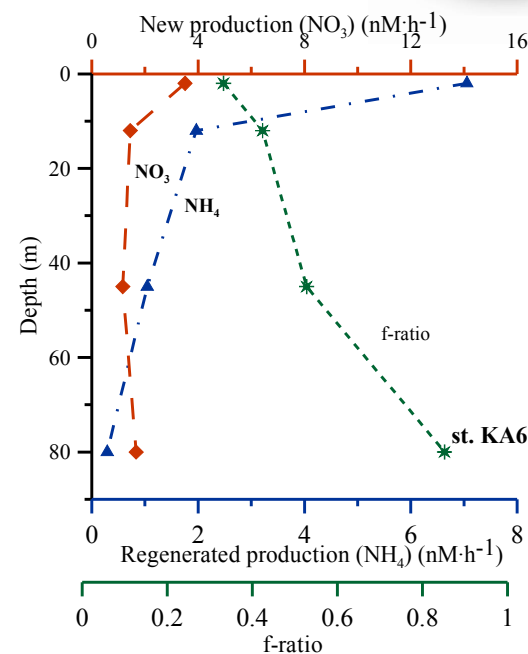 New production (NO₃) (nM·h⁻¹)
0 4 8 12 16
0
20
40
60
80
Depth (m)
NO₃
NH₄
f-ratio
st. KA6
0 2 4 6 8
Regenerated production (NH₄) (nM·h⁻¹)
0 0.2 0.4 0.6 0.8 1
f-ratio